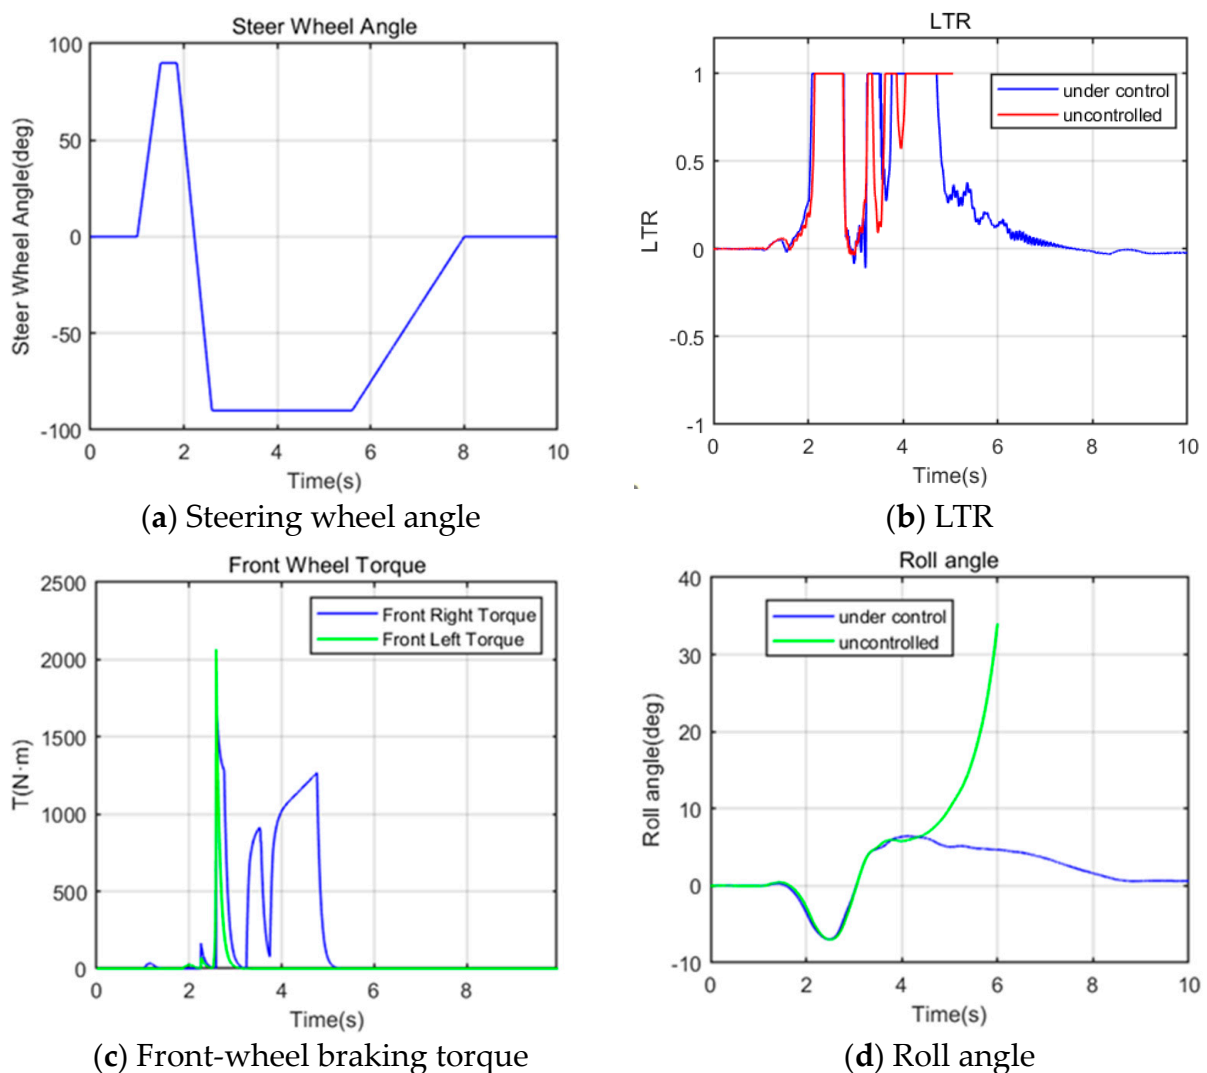 Steer Wheel Angle
100
50
0
-50
-100
Steer Wheel Angle(deg)
0 2 4 6 8 10
Time(s)
(a) Steering wheel angle
LTR
1
0.5
0
-0.5
-1
LTR
under control
uncontrolled
0 2 4 6 8 10
Time(s)
(b) LTR
Front Wheel Torque
2500
2000
1500
1000
500
0
T(N·m)
Front Right Torque
Front Left Torque
0 2 4 6 8
Time(s)
(c) Front-wheel braking torque
Roll angle
40
30
20
10
0
-10
Roll angle(deg)
under control
uncontrolled
0 2 4 6 8 10
Time(s)
(d) Roll angle